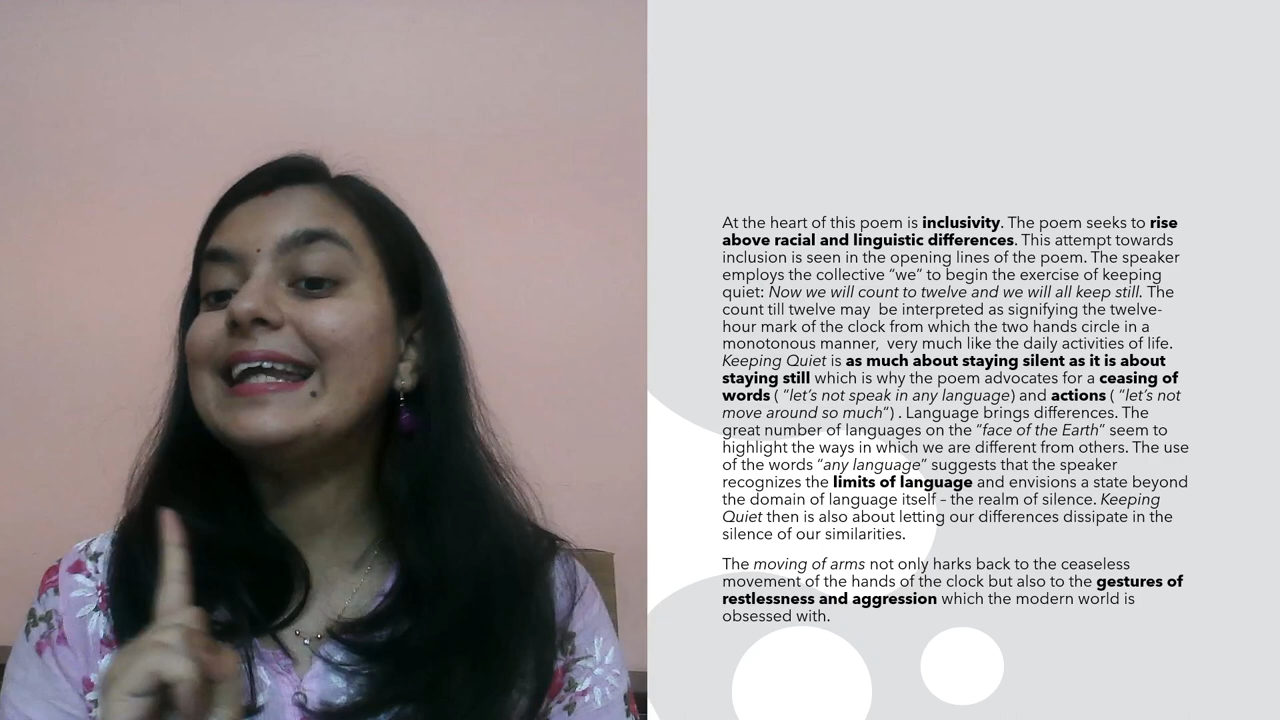 At the heart of this poem is inclusivity. The poem seeks to rise
above racial and linguistic differences. This attempt towards
inclusion is seen in the opening lines of the poem. The speaker
employs the collective “we” to begin the exercise of keeping
quiet: Now we will count to twelve and we will all keep still. The
count till twelve may  be interpreted as signifying the twelve-
hour mark of the clock from which the two hands circle in a
monotonous manner,  very much like the daily activities of life.
Keeping Quiet is as much about staying silent as it is about
staying still which is why the poem advocates for a ceasing of
words ( “let’s not speak in any language) and actions ( “let’s not
move around so much”) . Language brings differences. The
great number of languages on the “face of the Earth” seem to
highlight the ways in which we are different from others. The use
of the words “any language” suggests that the speaker
recognizes the limits of language and envisions a state beyond
the domain of language itself – the realm of silence. Keeping
Quiet then is also about letting our differences dissipate in the
silence of our similarities.
The moving of arms not only harks back to the ceaseless
movement of the hands of the clock but also to the gestures of
restlessness and aggression which the modern world is
obsessed with.